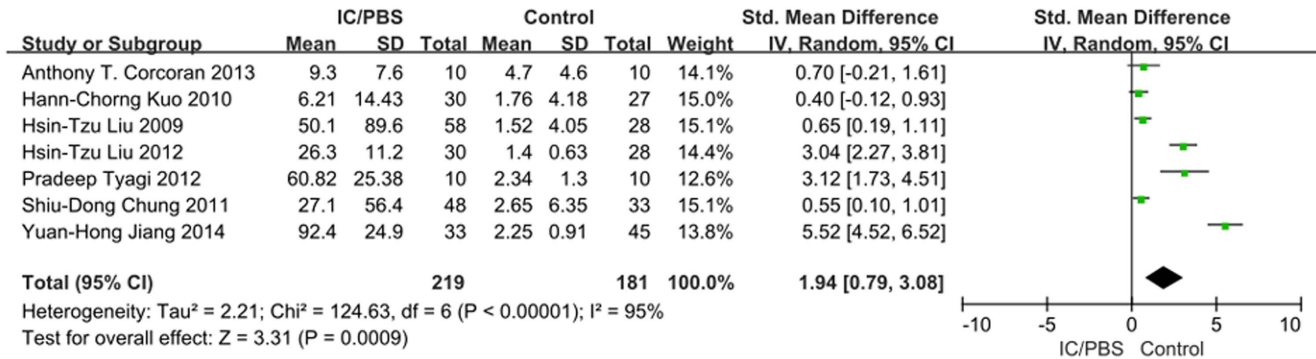 IC/PBS Control Std. Mean Difference Std. Mean Difference
Study or Subgroup Mean SD Total Mean SD Total Weight IV, Random, 95% CI IV, Random, 95% CI
Anthony T. Corcoran 2013 9.3 7.6 10 4.7 4.6 10 14.1% 0.70 [-0.21, 1.61]
Hann-Chorng Kuo 2010 6.21 14.43 30 1.76 4.18 27 15.0% 0.40 [-0.12, 0.93]
Hsin-Tzu Liu 2009 50.1 89.6 58 1.52 4.05 28 15.1% 0.65 [0.19, 1.11]
Hsin-Tzu Liu 2012 26.3 11.2 30 1.4 0.63 28 14.4% 3.04 [2.27, 3.81]
Pradeep Tyagi 2012 60.82 25.38 10 2.34 1.3 10 12.6% 3.12 [1.73, 4.51]
Shiu-Dong Chung 2011 27.1 56.4 48 2.65 6.35 33 15.1% 0.55 [0.10, 1.01]
Yuan-Hong Jiang 2014 92.4 24.9 33 2.25 0.91 45 13.8% 5.52 [4.52, 6.52]
Total (95% CI) 219 181 100.0% 1.94 [0.79, 3.08]
Heterogeneity: Tau² = 2.21; Chi² = 124.63, df = 6 (P < 0.00001); I² = 95%
Test for overall effect: Z = 3.31 (P = 0.0009)
-10 -5 0 5 10
IC/PBS Control